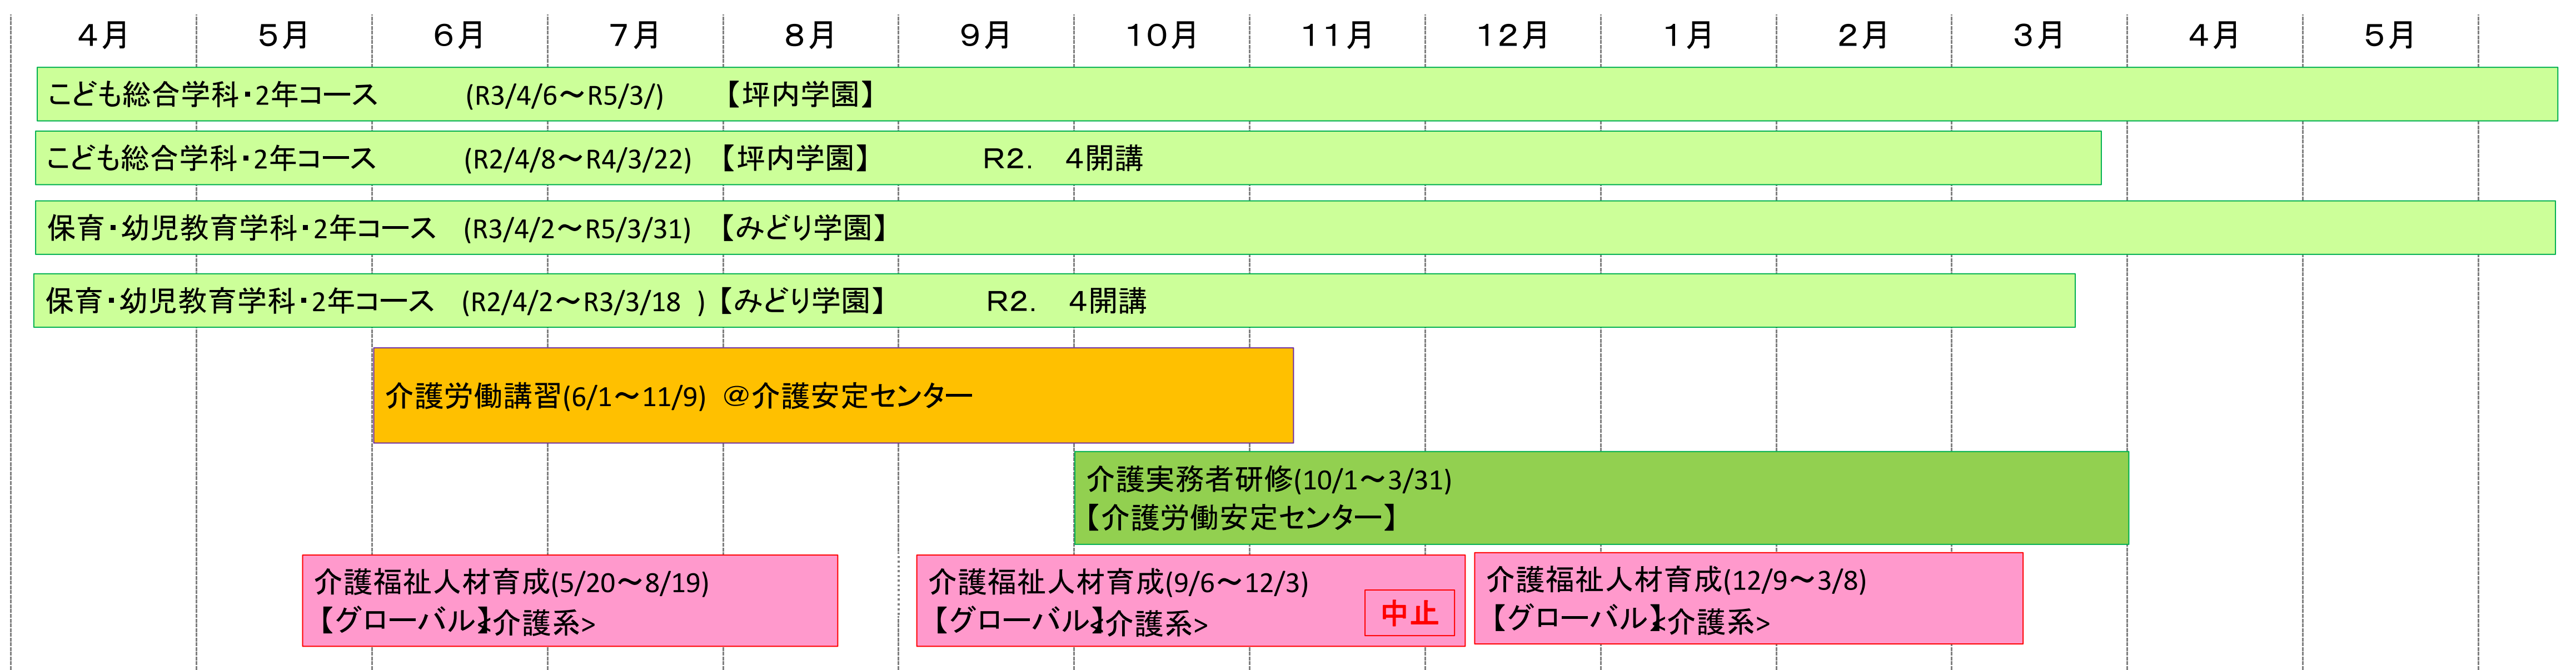 4月 5月 6月 7月 8月 9月 10月 11月 12月 1月 2月 3月 4月 5月
こども総合学科・2年コース (R3/4/6～R5/3/) 【坪内学園】
こども総合学科・2年コース (R2/4/8～R4/3/22) 【坪内学園】 R2. 4開講
保育・幼児教育学科・2年コース (R3/4/2～R5/3/31) 【みどり学園】
保育・幼児教育学科・2年コース (R2/4/2～R3/3/18 ) 【みどり学園】 R2. 4開講
介護労働講習(6/1～11/9) @介護安定センター
介護実務者研修(10/1～3/31)
【介護労働安定センター】
介護福祉人材育成(5/20～8/19)
【グローバル】<介護系>
介護福祉人材育成(9/6～12/3)
【グローバル】<介護系>
中止
介護福祉人材育成(12/9～3/8)
【グローバル】<介護系>